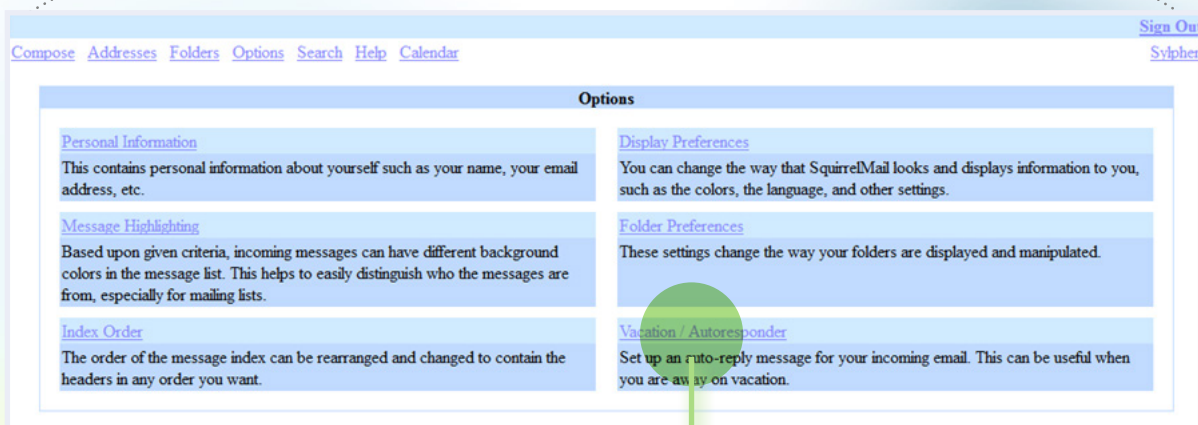 Sign Out
Compose Addresses Folders Options Search Help Calendar
Options
Personal Information
This contains personal information about yourself such as your name, your email
address, etc.
Display Preferences
You can change the way that SquirrelMail looks and displays information to you,
such as the colors, the language, and other settings.
Message Highlighting
Based upon given criteria, incoming messages can have different background
colors in the message list. This helps to easily distinguish who the messages are
from, especially for mailing lists.
Folder Preferences
These settings change the way your folders are displayed and manipulated.
Index Order
The order of the message index can be rearranged and changed to contain the
headers in any order you want.
Vacation / Autoresponder
Set up an auto-reply message for your incoming email. This can be useful when
you are away on vacation.